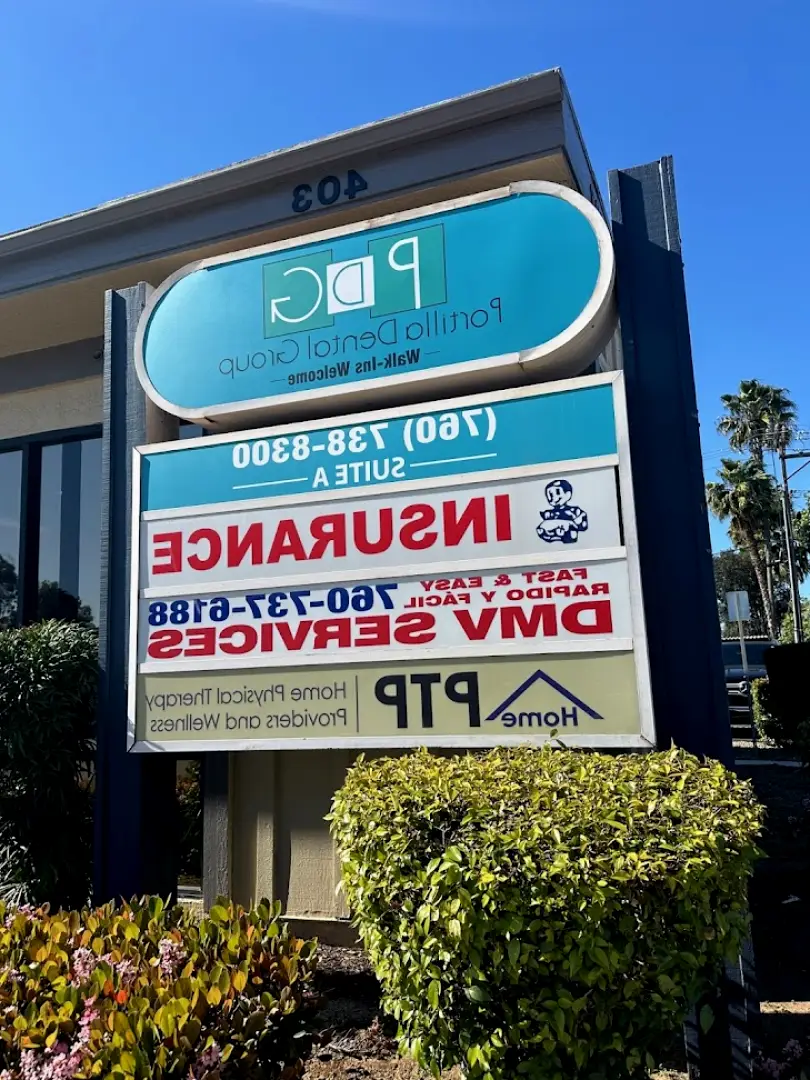 403
PDG
Portilla Dental Group
Walk-Ins Welcome
(760) 738-8300
SUITE A
INSURANCE
FAST & EASY
RAPIDO Y FÁCIL 760-737-6188
DMV SERVICES
Home PTP Home Physical Therapy
Providers and Wellness